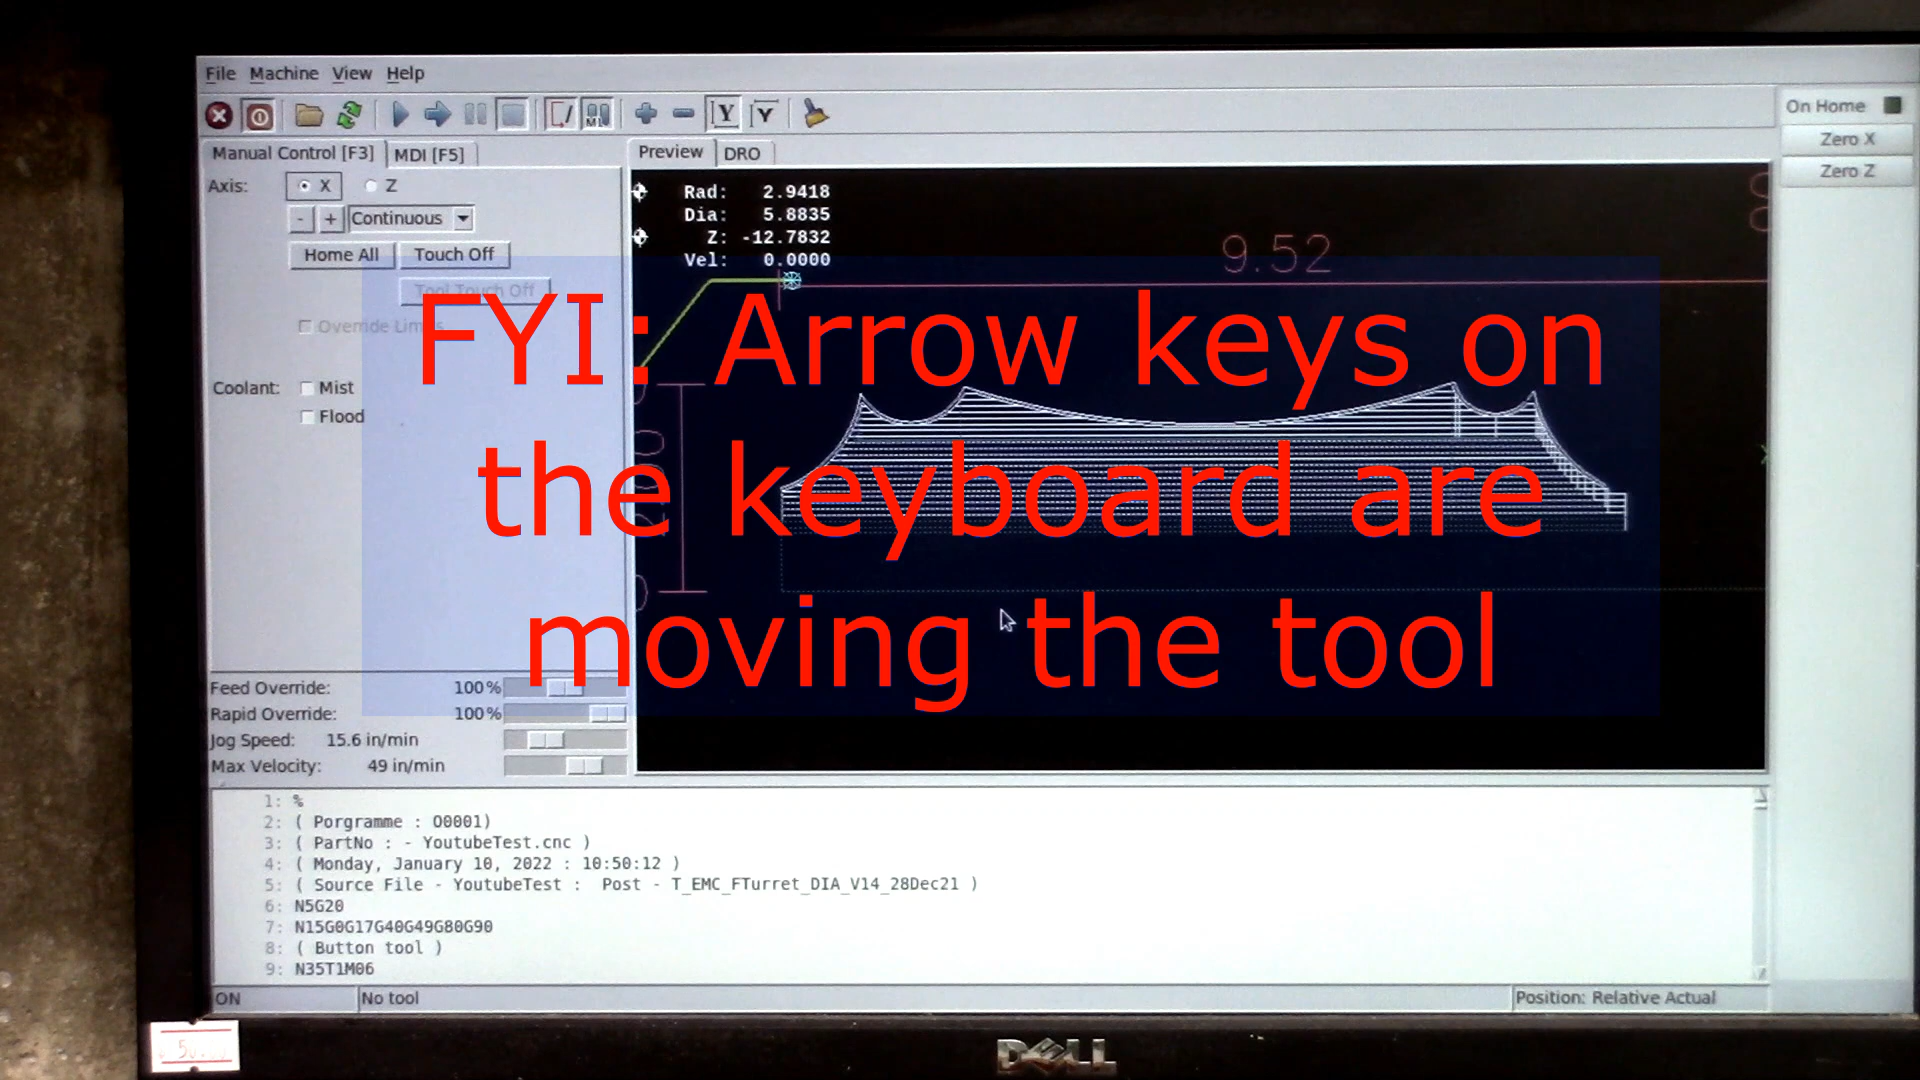 File Machine View Help
On Home
Zero X
Zero Z
Manual Control [F3] MDI [F5]
Preview DRO
Axis: X Z
- + Continuous
Home All Touch Off
Tool Touch Off
Override Limits
Coolant: Mist
Flood
Rad: 2.9418
Dia: 5.8835
Z: -12.7832
Vel: 0.0000
9.52
FYI: Arrow keys on
the keyboard are
moving the tool
Feed Override: 100%
Rapid Override: 100%
Jog Speed: 15.6 in/min
Max Velocity: 49 in/min
1: %
2: ( Porgramme : O0001)
3: ( PartNo : - YoutubeTest.cnc )
4: ( Monday, January 10, 2022 : 10:50:12 )
5: ( Source File - YoutubeTest : Post - T_EMC_FTurret_DIA_V14_28Dec21 )
6: N5G20
7: N15G0G17G40G49G80G90
8: ( Button tool )
9: N35T1M06
ON No tool Position: Relative Actual
DELL